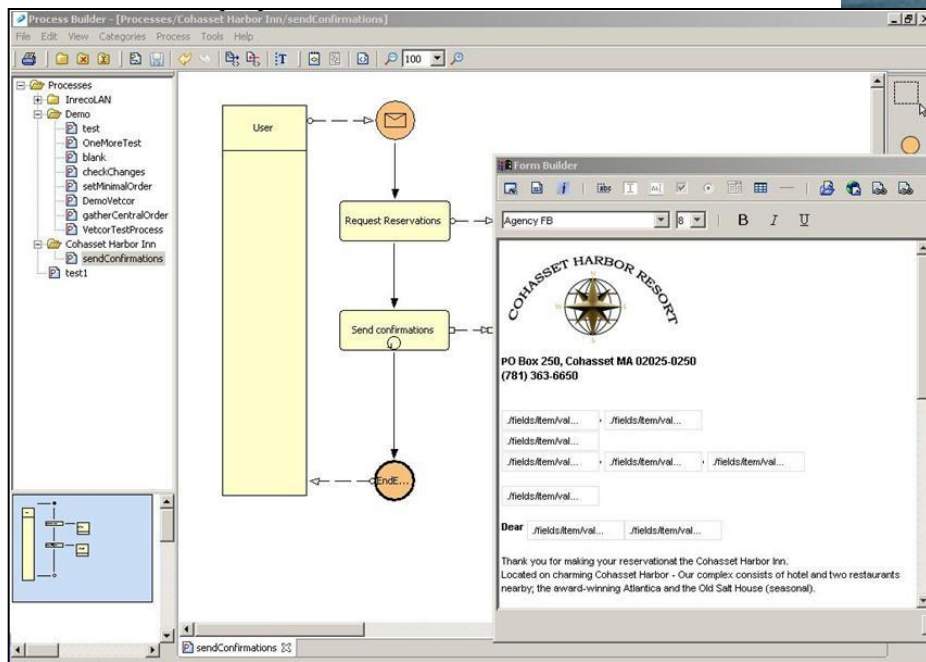 Process Builder - [Processes/Cohasset Harbor Inn/sendConfirmations]
File Edit View Categories Process Tools Help
100
Processes
InrecoLAN
Demo
test
OneMoreTest
blank
checkChanges
setMinimalOrder
DemoVetcor
gatherCentralOrder
VetcorTestProcess
Cohasset Harbor Inn
sendConfirmations
test1
User
Request Reservations
Send confirmations
EndE...
sendConfirmations
Form Builder
abc
Agency FB 8 B I U
COHASSET HARBOR RESORT
PO Box 250, Cohasset MA 02025-0250
(781) 363-6650
./fields/item/val... , ./fields/item/val...
./fields/item/val...
./fields/item/val... , ./fields/item/val... , ./fields/item/val...
./fields/item/val...
Dear ./fields/item/val... ./fields/item/val...
Thank you for making your reservationat the Cohasset Harbor Inn.
Located on charming Cohasset Harbor - Our complex consists of hotel and two restaurants
nearby; the award-winning Atlantica and the Old Salt House (seasonal).